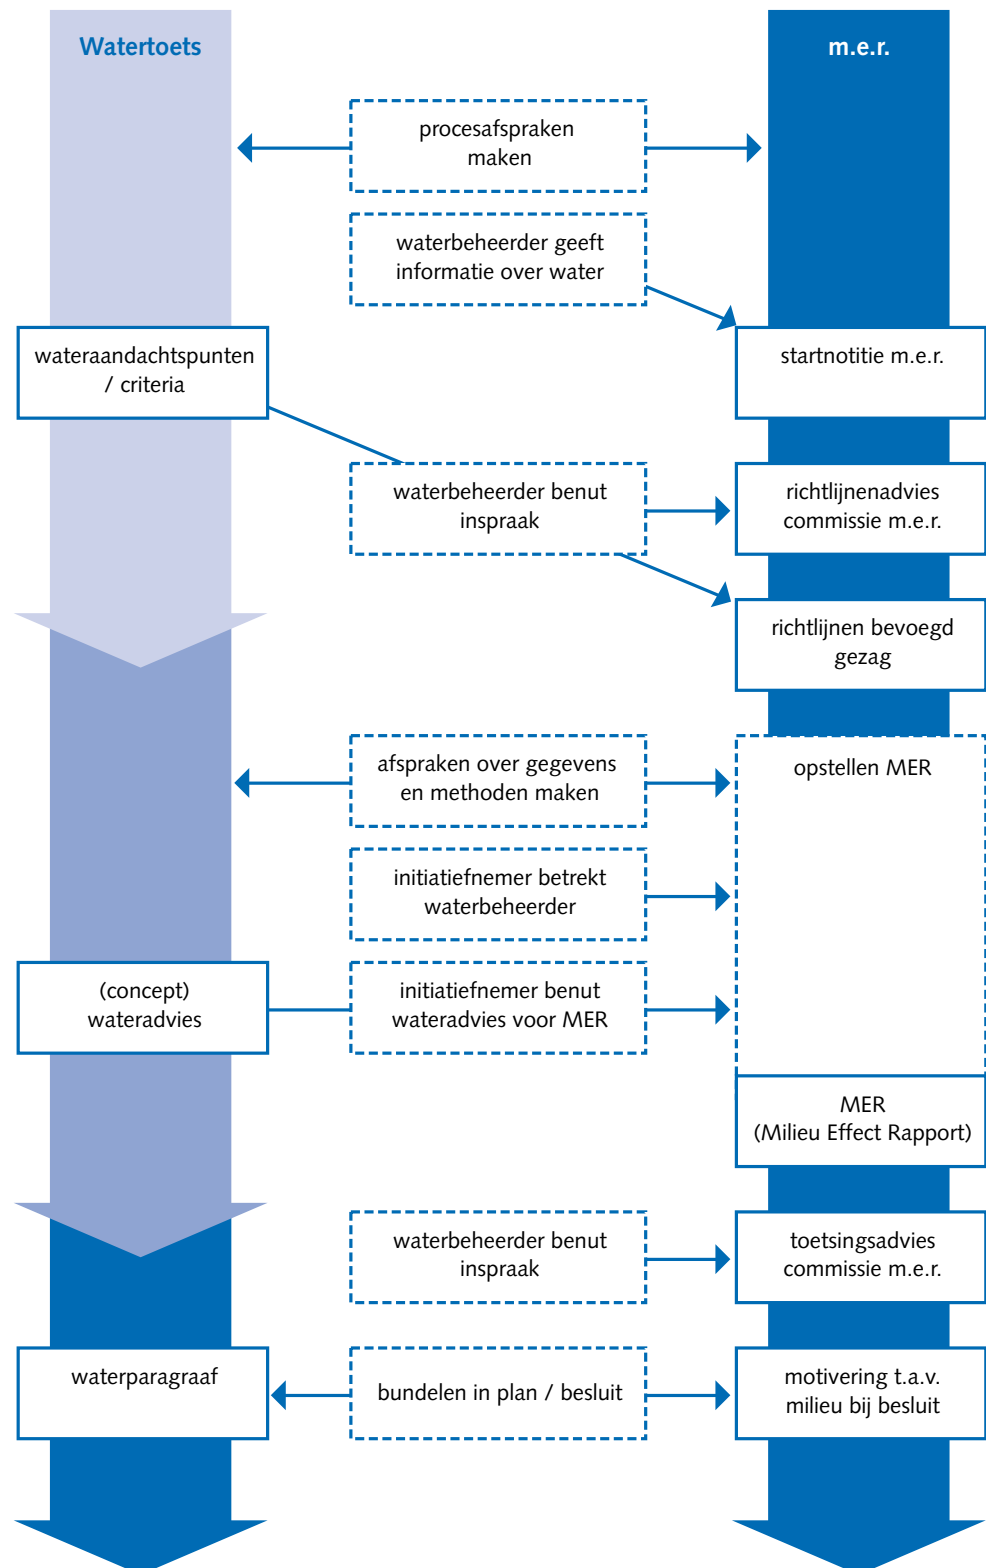 Watertoets
m.e.r.
procesafspraken
maken
waterbeheerder geeft
informatie over water
wateraandachtspunten
/ criteria
startnotitie m.e.r.
waterbeheerder benut
inspraak
richtlijnenadvies
commissie m.e.r.
richtlijnen bevoegd
gezag
afspraken over gegevens
en methoden maken
opstellen MER
initiatiefnemer betrekt
waterbeheerder
(concept)
wateradvies
initiatiefnemer benut
wateradvies voor MER
MER
(Milieu Effect Rapport)
waterbeheerder benut
inspraak
toetsingsadvies
commissie m.e.r.
waterparagraaf
bundelen in plan / besluit
motivering t.a.v.
milieu bij besluit